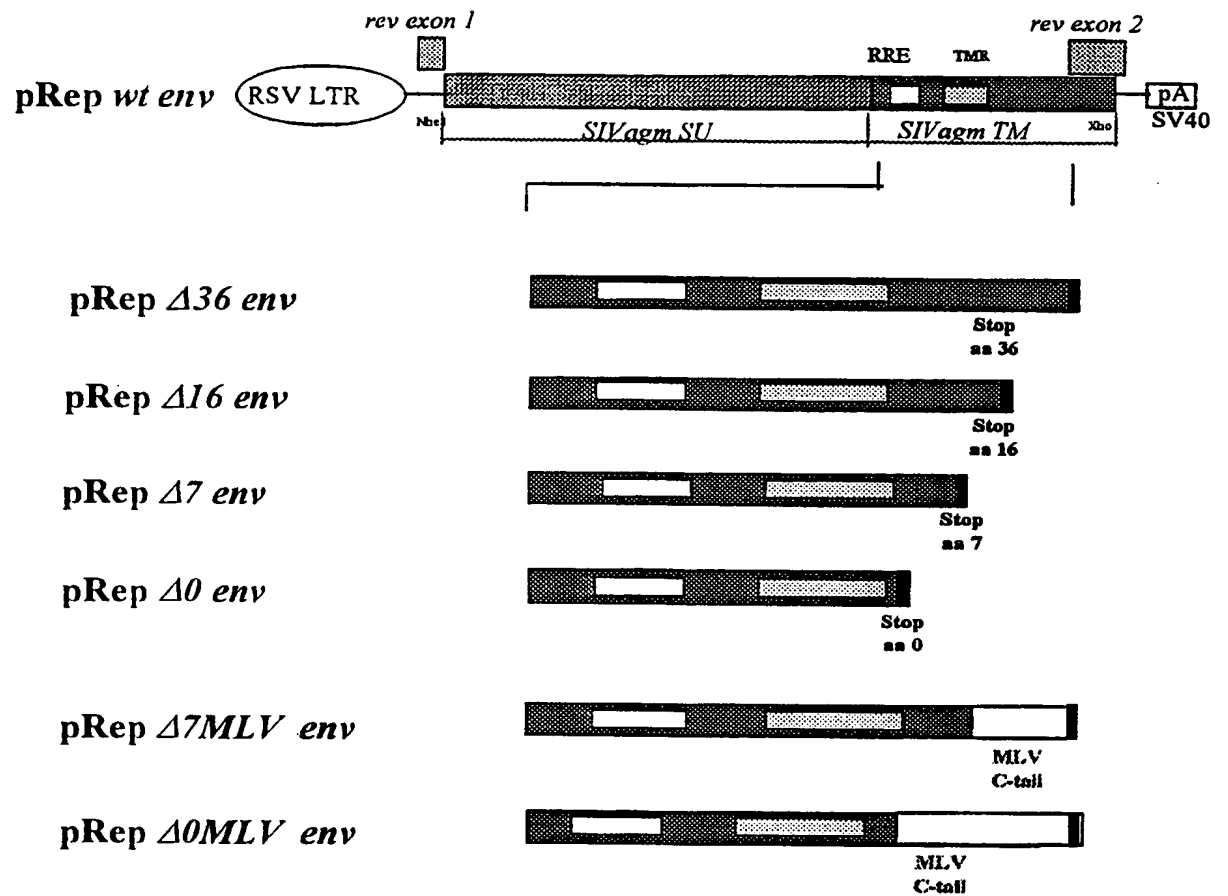 rev exon 1
rev exon 2
RRE
TMR
pRep wt env
RSV LTR
pA
SV40
Nhe
SIVagm SU
SIVagm TM
Xho
pRep Δ36 env
Stop
aa 36
pRep Δ16 env
Stop
aa 16
pRep Δ7 env
Stop
aa 7
pRep Δ0 env
Stop
aa 0
pRep Δ7MLV env
MLV
C-tail
pRep Δ0MLV env
MLV
C-tail